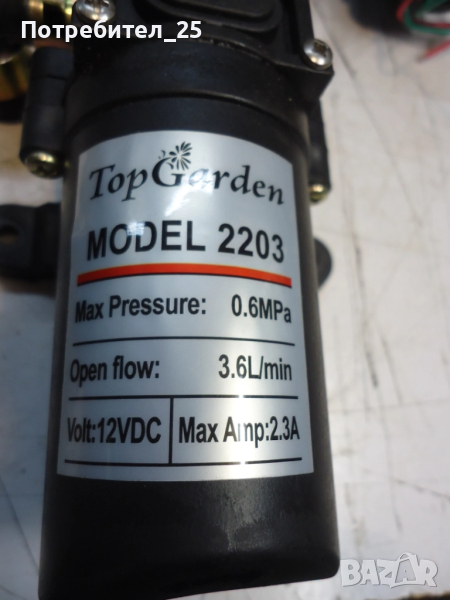 Потребител_25
TopGarden
MODEL 2203
Max Pressure: 0.6MPa
Open flow: 3.6L/min
Volt:12VDC Max Amp:2.3A
BAZAR